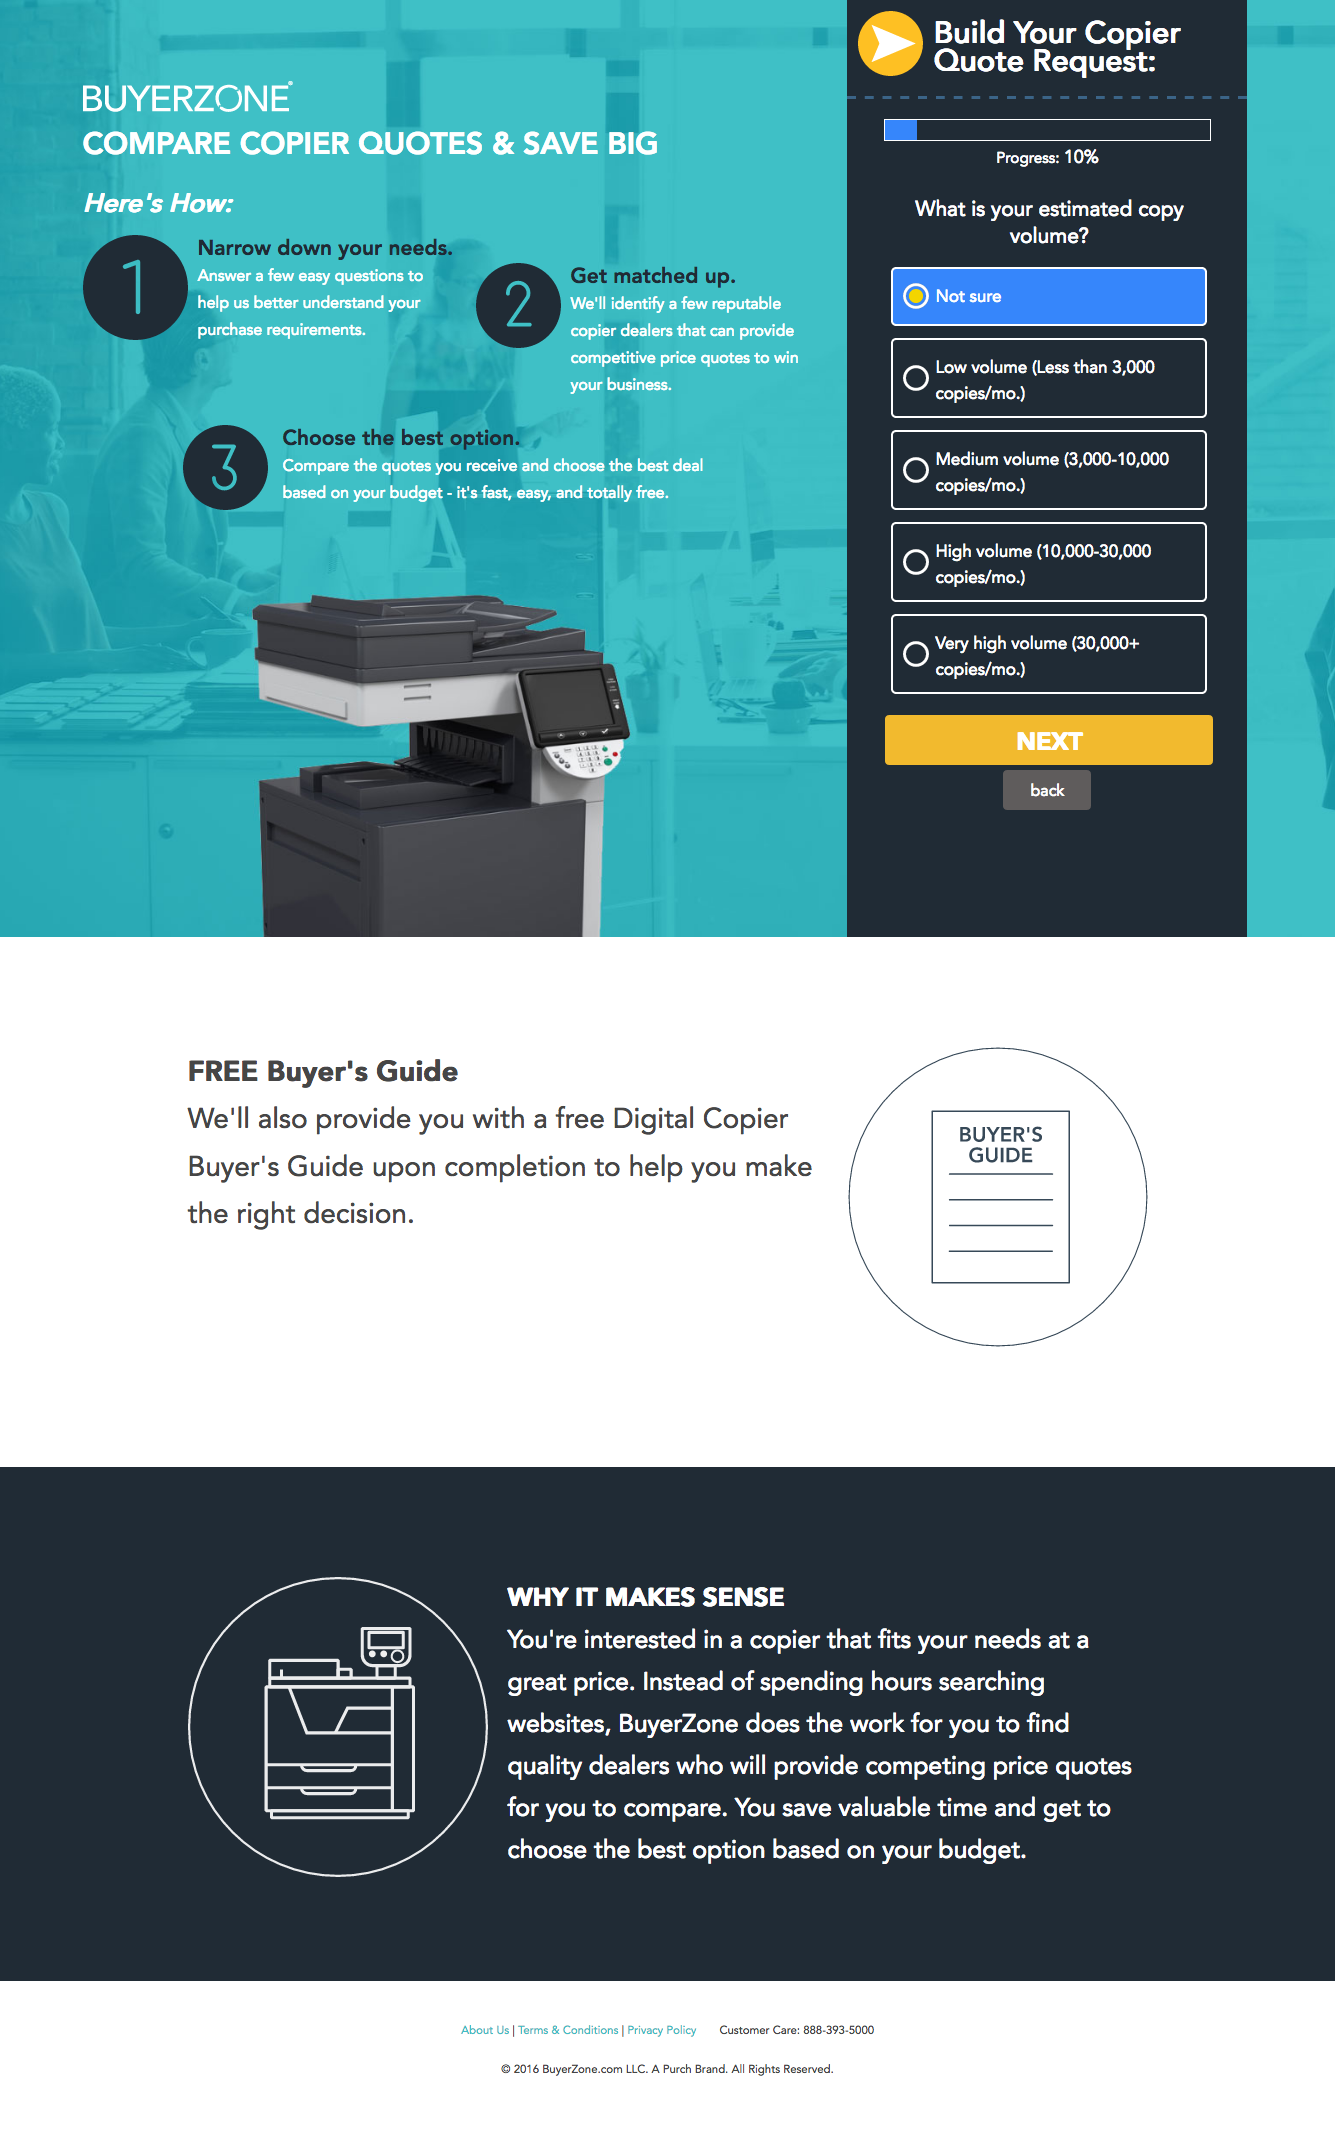 BUYERZONE
COMPARE COPIER QUOTES & SAVE BIG
Here's How:
1
Narrow down your needs.
Answer a few easy questions to
help us better understand your
purchase requirements.
2
Get matched up.
We'll identify a few reputable
copier dealers that can provide
competitive price quotes to win
your business.
3
Choose the best option.
Compare the quotes you receive and choose the best deal
based on your budget - it's fast, easy, and totally free.
Build Your Copier
Quote Request:
Progress: 10%
What is your estimated copy
volume?
Not sure
Low volume (Less than 3,000
copies/mo.)
Medium volume (3,000-10,000
copies/mo.)
High volume (10,000-30,000
copies/mo.)
Very high volume (30,000+
copies/mo.)
NEXT
back
FREE Buyer's Guide
We'll also provide you with a free Digital Copier
Buyer's Guide upon completion to help you make
the right decision.
BUYER'S
GUIDE
WHY IT MAKES SENSE
You're interested in a copier that fits your needs at a
great price. Instead of spending hours searching
websites, BuyerZone does the work for you to find
quality dealers who will provide competing price quotes
for you to compare. You save valuable time and get to
choose the best option based on your budget.
About Us | Terms & Conditions | Privacy Policy Customer Care: 888-393-5000
© 2016 BuyerZone.com LLC. A Purch Brand. All Rights Reserved.